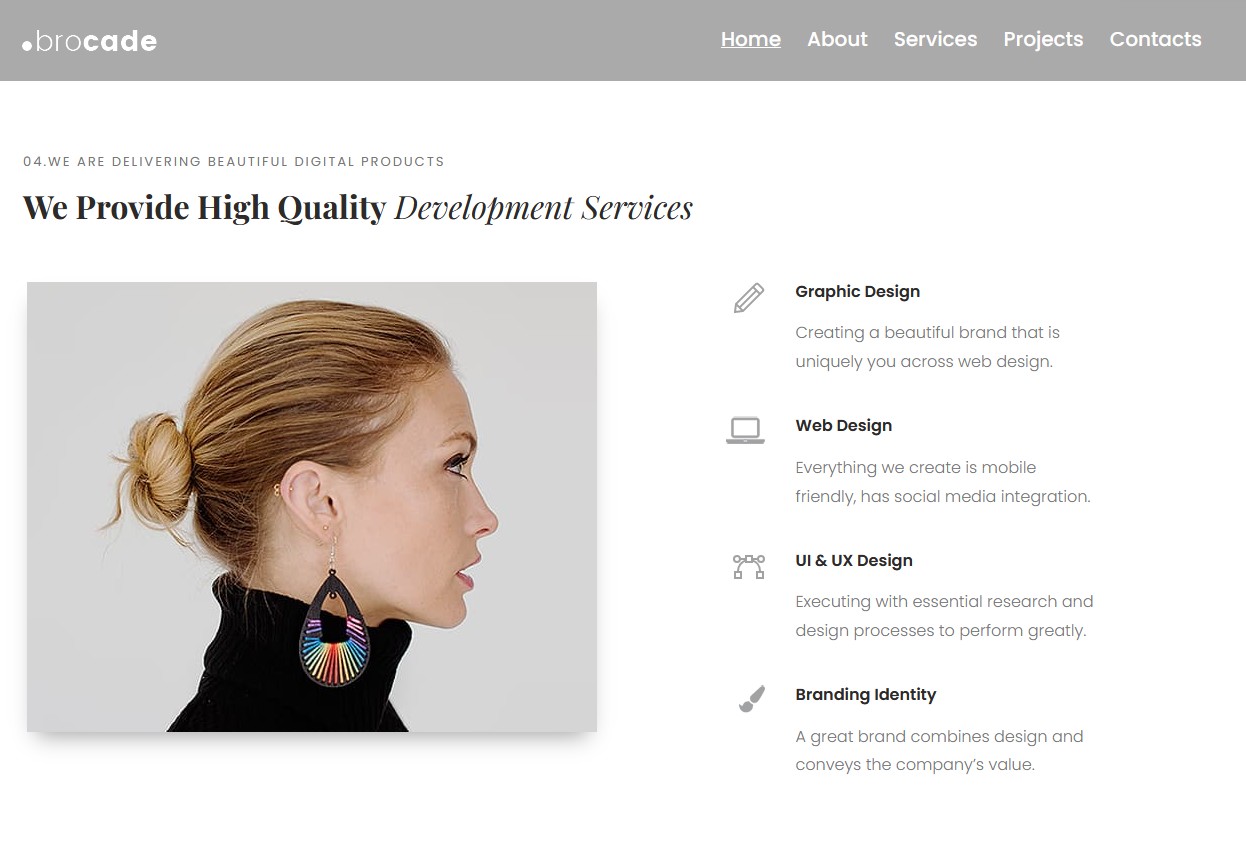 .brocade
Home About Services Projects Contacts
04.WE ARE DELIVERING BEAUTIFUL DIGITAL PRODUCTS
We Provide High Quality Development Services
Graphic Design
Creating a beautiful brand that is
uniquely you across web design.
Web Design
Everything we create is mobile
friendly, has social media integration.
UI & UX Design
Executing with essential research and
design processes to perform greatly.
Branding Identity
A great brand combines design and
conveys the company’s value.